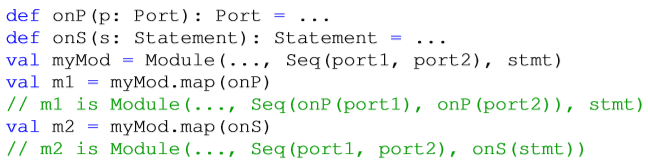 def onP(p: Port): Port = ...
def onS(s: Statement): Statement = ...
val myMod = Module(..., Seq(port1, port2), stmt)
val m1 = myMod.map(onP)
// m1 is Module(..., Seq(onP(port1), onP(port2)), stmt)
val m2 = myMod.map(onS)
// m2 is Module(..., Seq(port1, port2), onS(stmt))